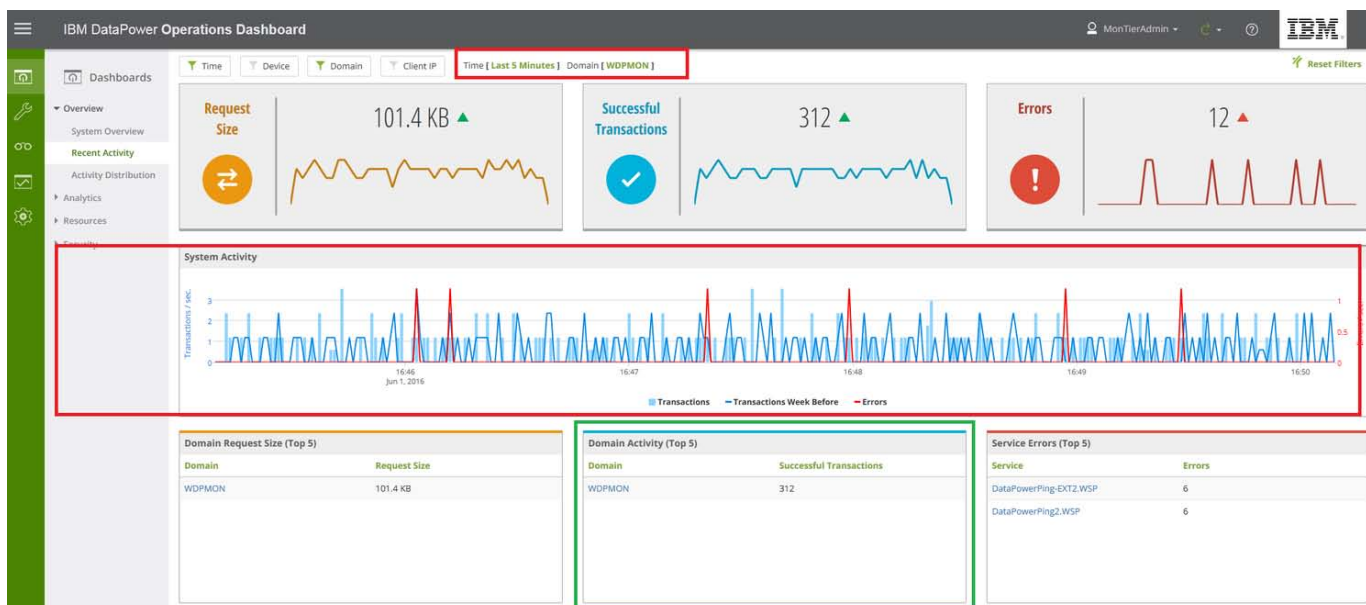 IBM DataPower Operations Dashboard
MonTierAdmin
IBM
Dashboards
Overview
System Overview
Recent Activity
Activity Distribution
Analytics
Resources
Security
Time
Device
Domain
Client IP
Time [ Last 5 Minutes ] Domain [ WDPMON ]
Reset Filters
Request Size
101.4 KB
Successful Transactions
312
Errors
12
System Activity
Transactions / sec.
3
2
1
0
1
0.5
0
16:46
Jun 1, 2016
16:47
16:48
16:49
16:50
Transactions
Transactions Week Before
Errors
Domain Request Size (Top 5)
Domain Request Size
WDPMON 101.4 KB
Domain Activity (Top 5)
Domain Successful Transactions
WDPMON 312
Service Errors (Top 5)
Service Errors
DataPowerPing-EXT2.WSP 6
DataPowerPing2.WSP 6